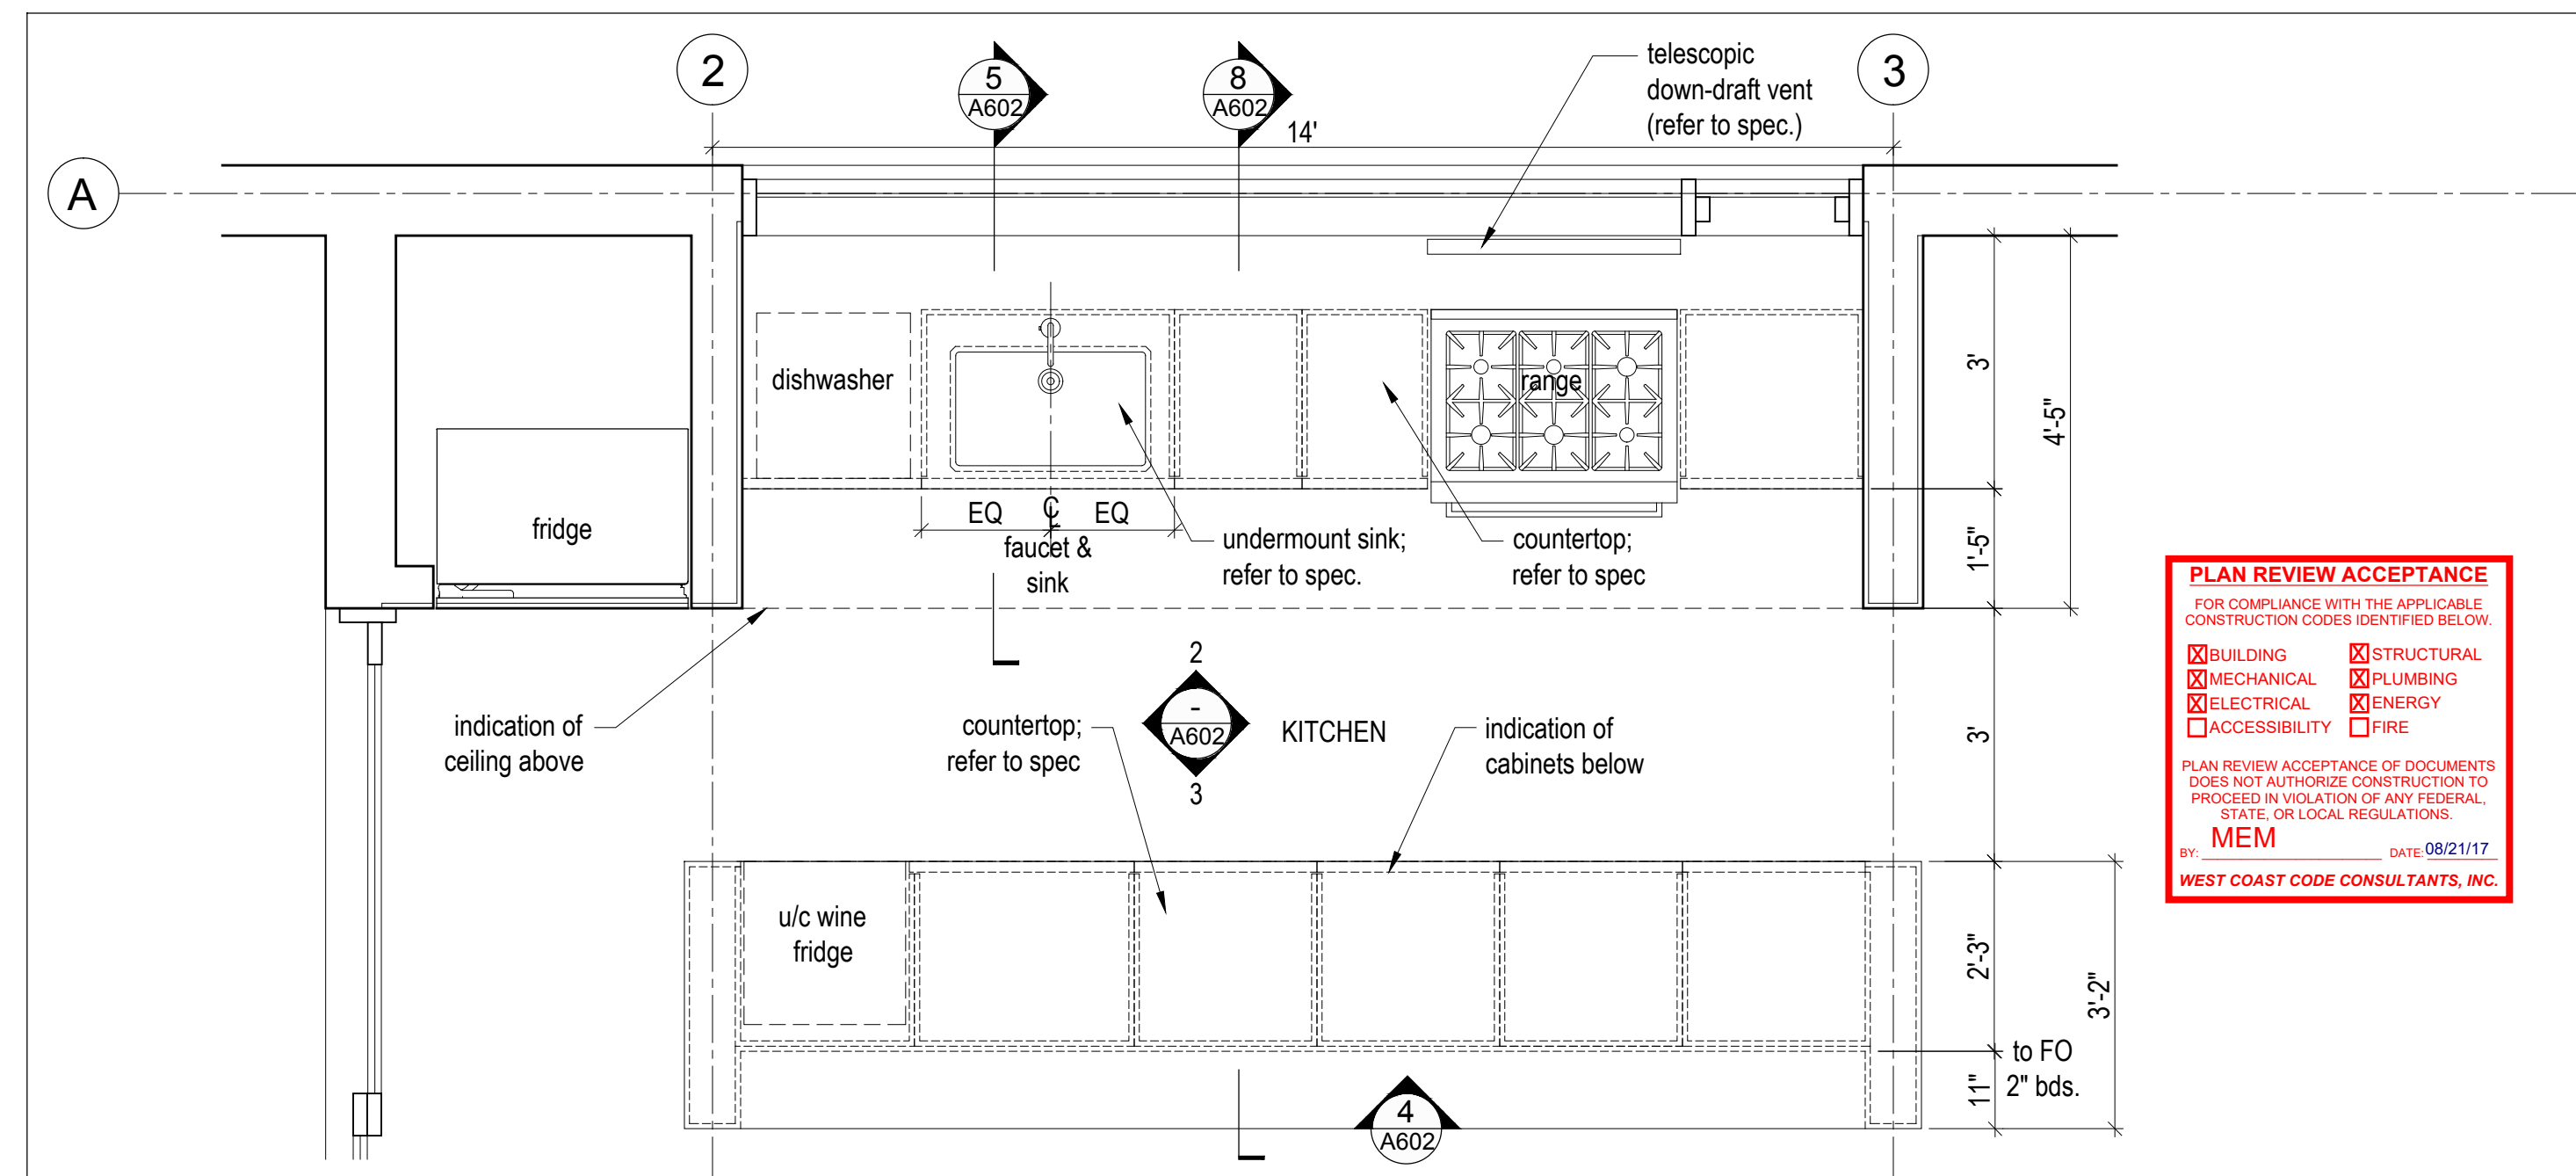 2
5
A602
8
A602
14'
telescopic
down-draft vent
(refer to spec.)
3
A
dishwasher
range
fridge
EQ
CL
EQ
faucet &
sink
undermount sink;
refer to spec.
countertop;
refer to spec
3'
4'-5"
1'-5"
indication of
ceiling above
countertop;
refer to spec
2
-
A602
3
KITCHEN
indication of
cabinets below
3'
u/c wine
fridge
2'-3"
3'-2"
to FO
2" bds.
11"
4
A602
PLAN REVIEW ACCEPTANCE
FOR COMPLIANCE WITH THE APPLICABLE
CONSTRUCTION CODES IDENTIFIED BELOW.
X BUILDING X STRUCTURAL
X MECHANICAL X PLUMBING
X ELECTRICAL X ENERGY
ACCESSIBILITY FIRE
PLAN REVIEW ACCEPTANCE OF DOCUMENTS
DOES NOT AUTHORIZE CONSTRUCTION TO
PROCEED IN VIOLATION OF ANY FEDERAL,
STATE, OR LOCAL REGULATIONS.
BY: MEM DATE: 08/21/17
WEST COAST CODE CONSULTANTS, INC.